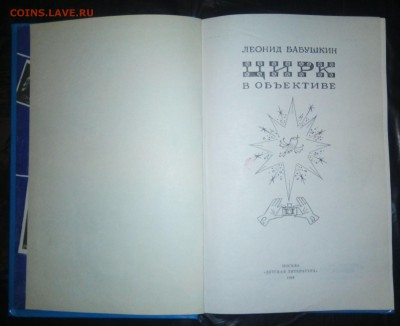 COINS.LAVE.RU
ЛЕОНИД БАБУШКИН
ЦИРК
В ОБЪЕКТИВЕ
МОСКВА
«ДЕТСКАЯ ЛИТЕРАТУРА»